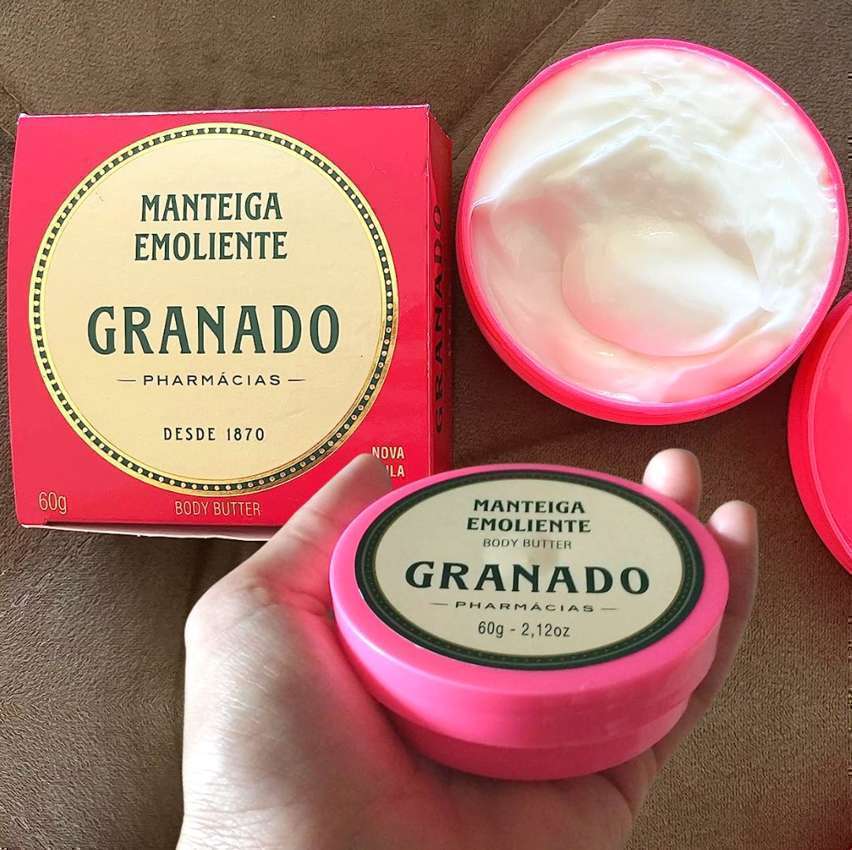 MANTEIGA
EMOLIENTE
GRANADO
PHARMÁCIAS
DESDE 1870
NOVA
60g
BODY BUTTER
GRANADO
MANTEIGA
EMOLIENTE
BODY BUTTER
GRANADO
PHARMÁCIAS
60g - 2,12oz